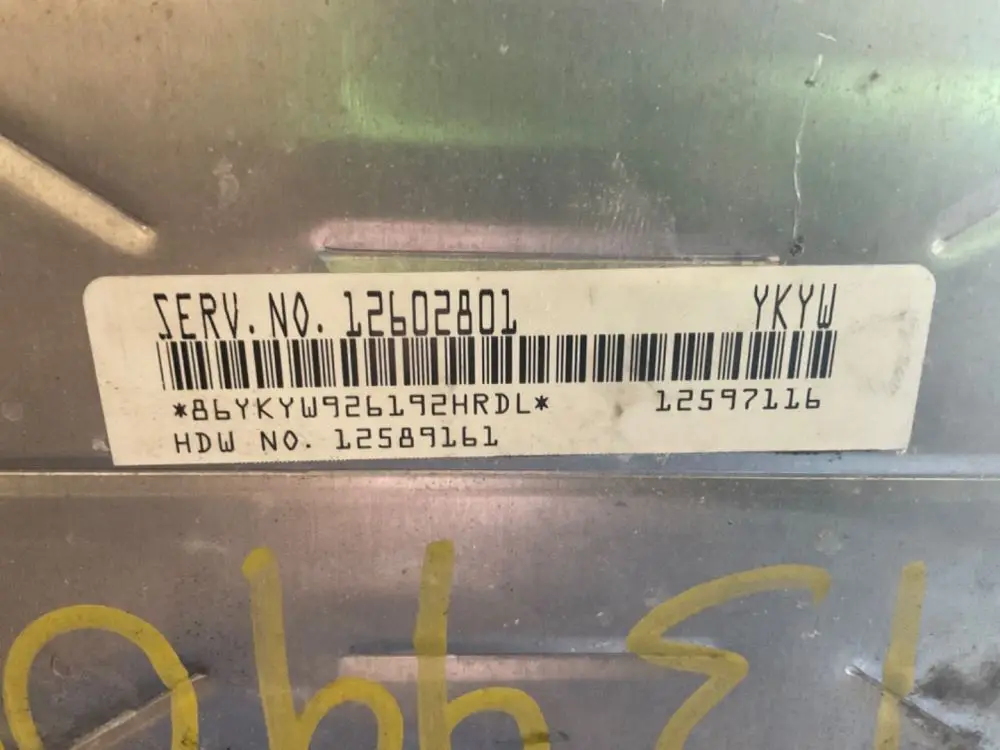 SERV. NO. 12602801 YKYW
*86YKYW926192HRDL* 12597116
HDW NO. 12589161